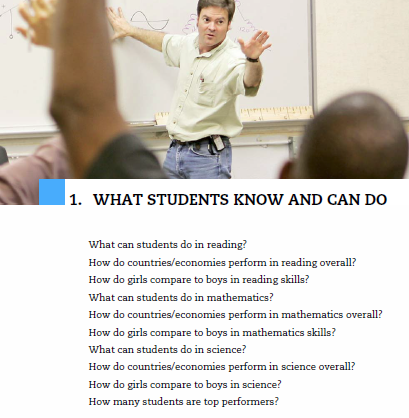 1. WHAT STUDENTS KNOW AND CAN DO
What can students do in reading?
How do countries/economies perform in reading overall?
How do girls compare to boys in reading skills?
What can students do in mathematics?
How do countries/economies perform in mathematics overall?
How do girls compare to boys in mathematics skills?
What can students do in science?
How do countries/economies perform in science overall?
How do girls compare to boys in science?
How many students are top performers?